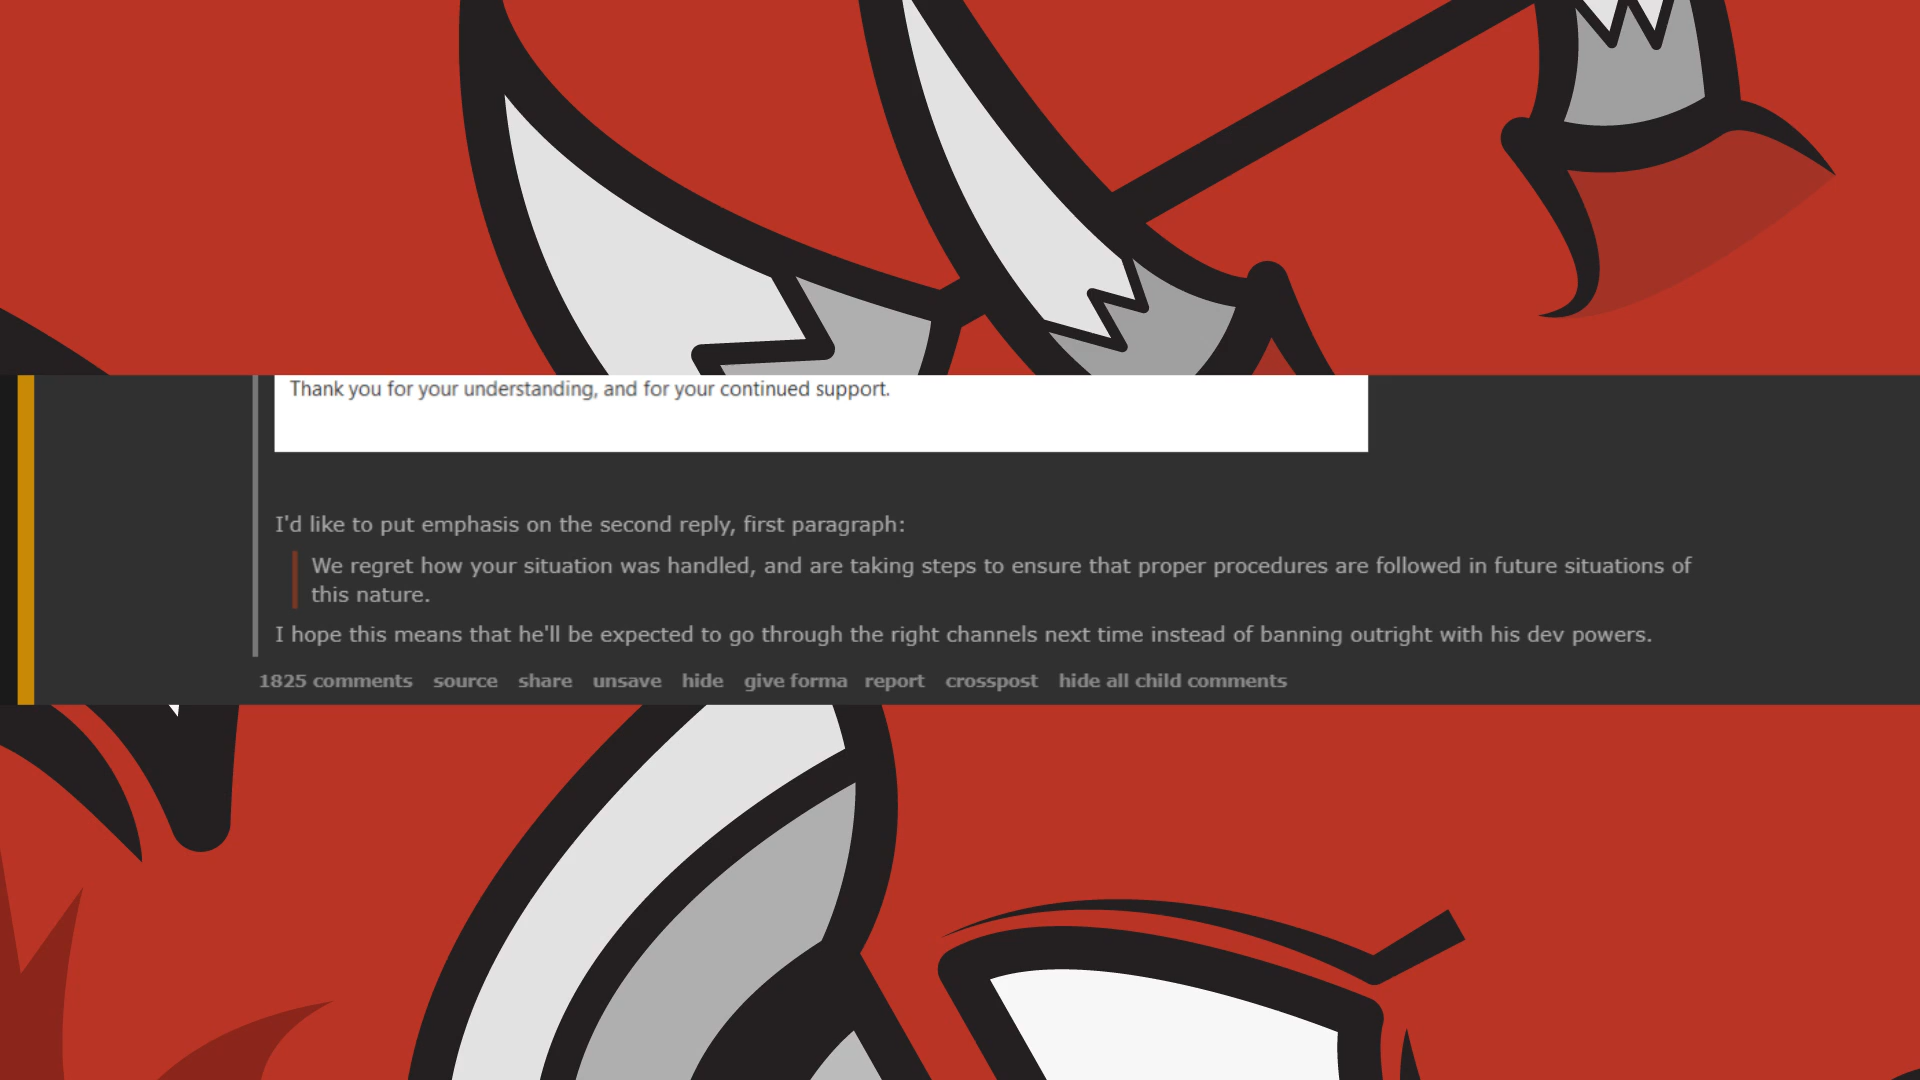 Thank you for your understanding, and for your continued support.
I'd like to put emphasis on the second reply, first paragraph:
We regret how your situation was handled, and are taking steps to ensure that proper procedures are followed in future situations of
this nature.
I hope this means that he'll be expected to go through the right channels next time instead of banning outright with his dev powers.
1825 comments source share unsave hide give forma report crosspost hide all child comments